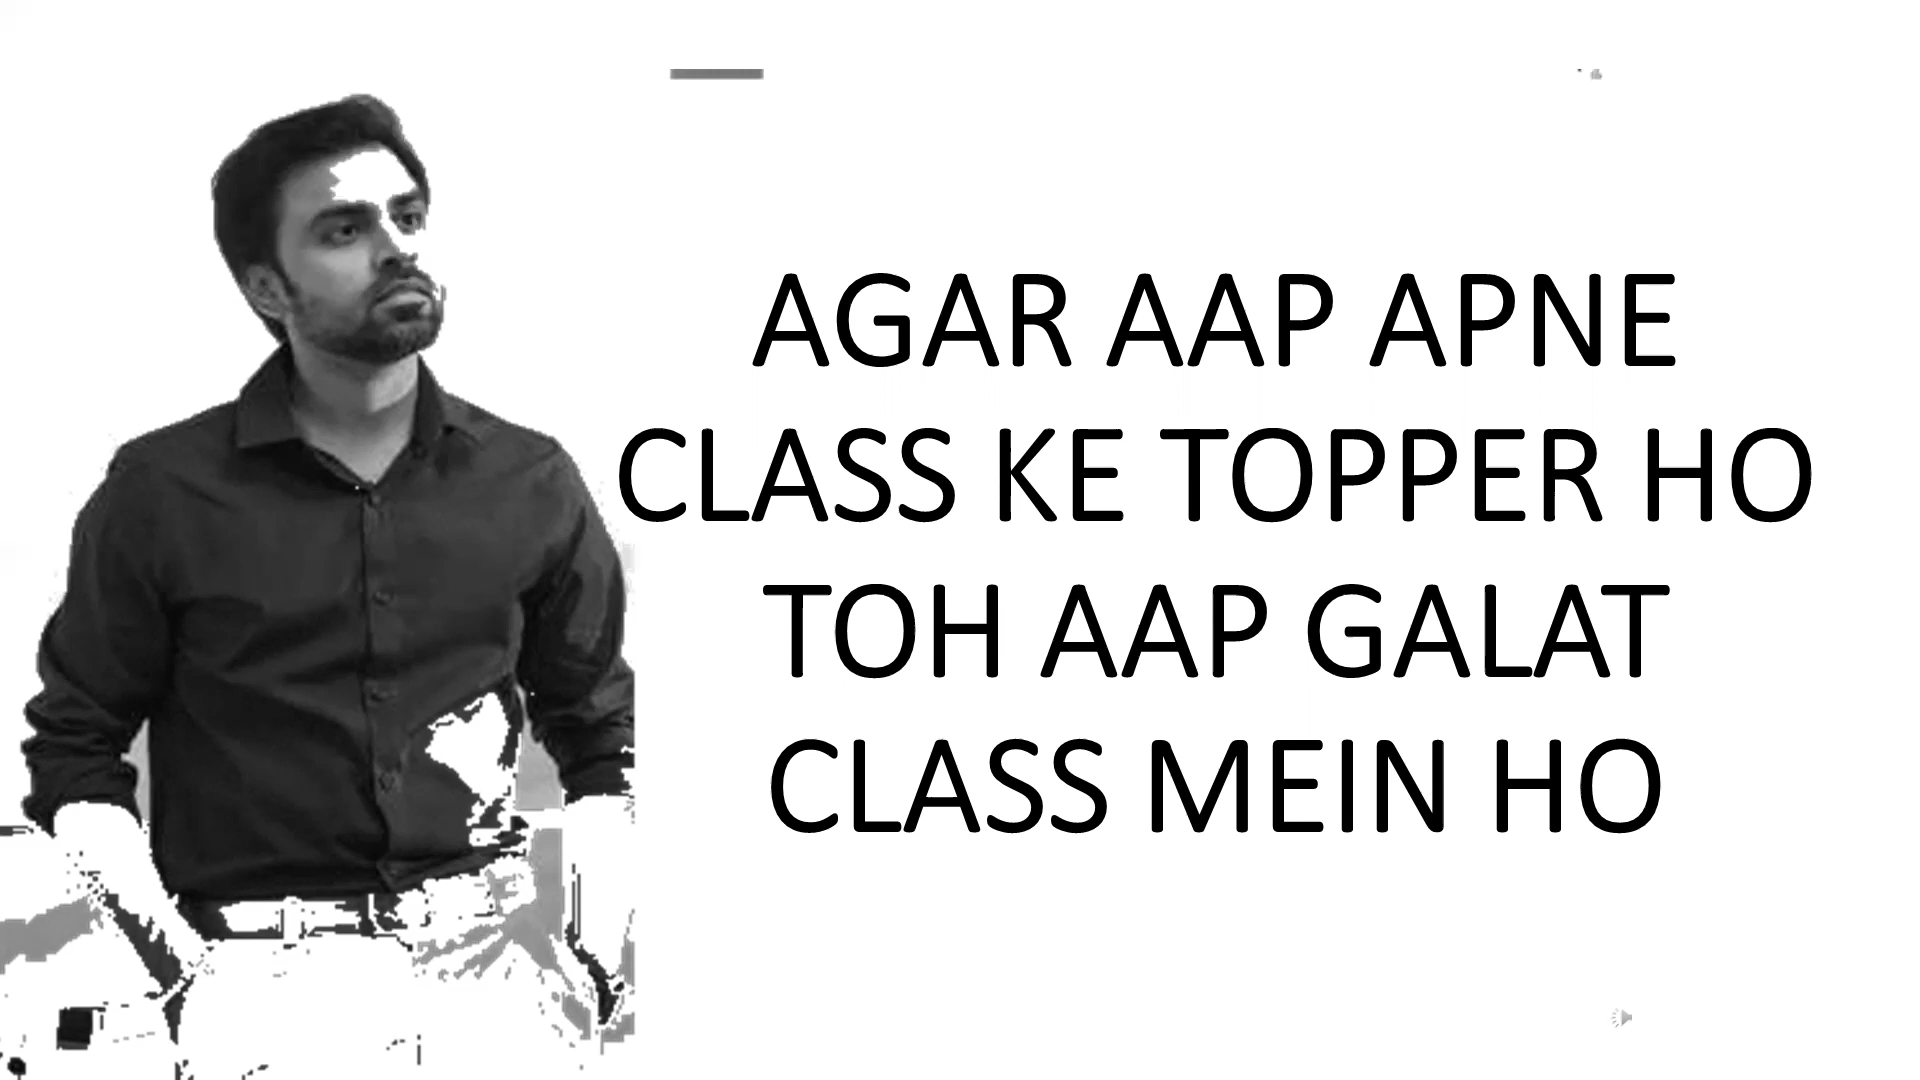 AGAR AAP APNE
CLASS KE TOPPER HO
TOH AAP GALAT
CLASS MEIN HO